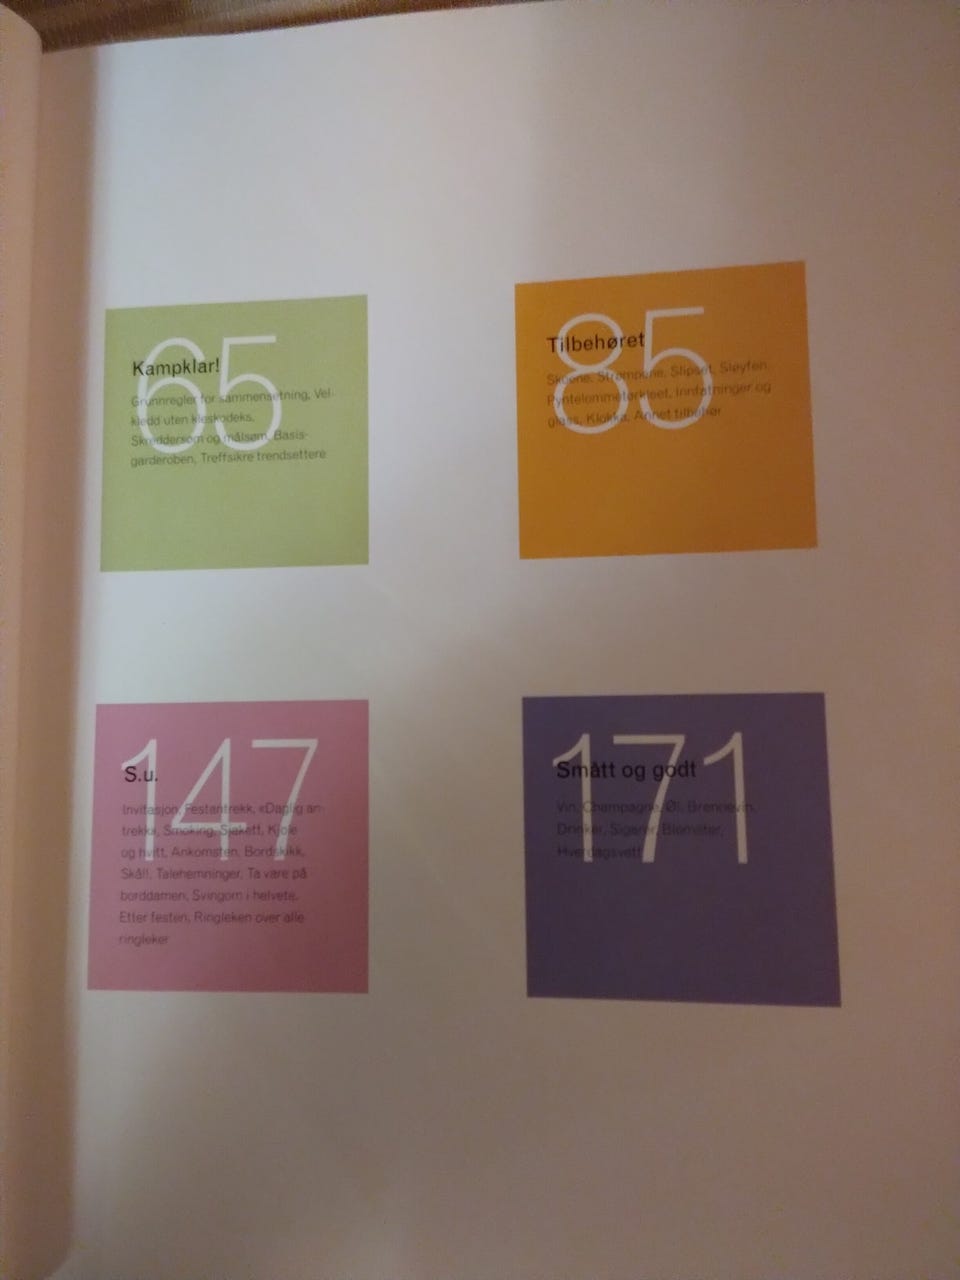 65
Kampklar!
Grunnregler for sammensetning, Vel-
kledd uten kleskodeks,
Skreddersøm og målsøm, Basis-
garderoben, Treffsikre trendsettere
85
Tilbehøret
Skoene, Strømpene, Slipset, Sløyfen,
Pyntelommetørkleet, Innfatninger og
glass, Klokka, Annet tilbehør
147
S.u.
Invitasjon, Festantrekk, «Daglig an-
trekk», Smoking, Sjakett, Kjole
og hvitt, Ankomsten, Bordskikk,
Skål!, Talehemninger, Ta vare på
borddamen, Svingom i helvete,
Etter festen, Ringleken over alle
ringleker
171
Smått og godt
Vin, Champagne, Øl, Brennevin,
Drinker, Sigarer, Blomster,
Hverdagsvett